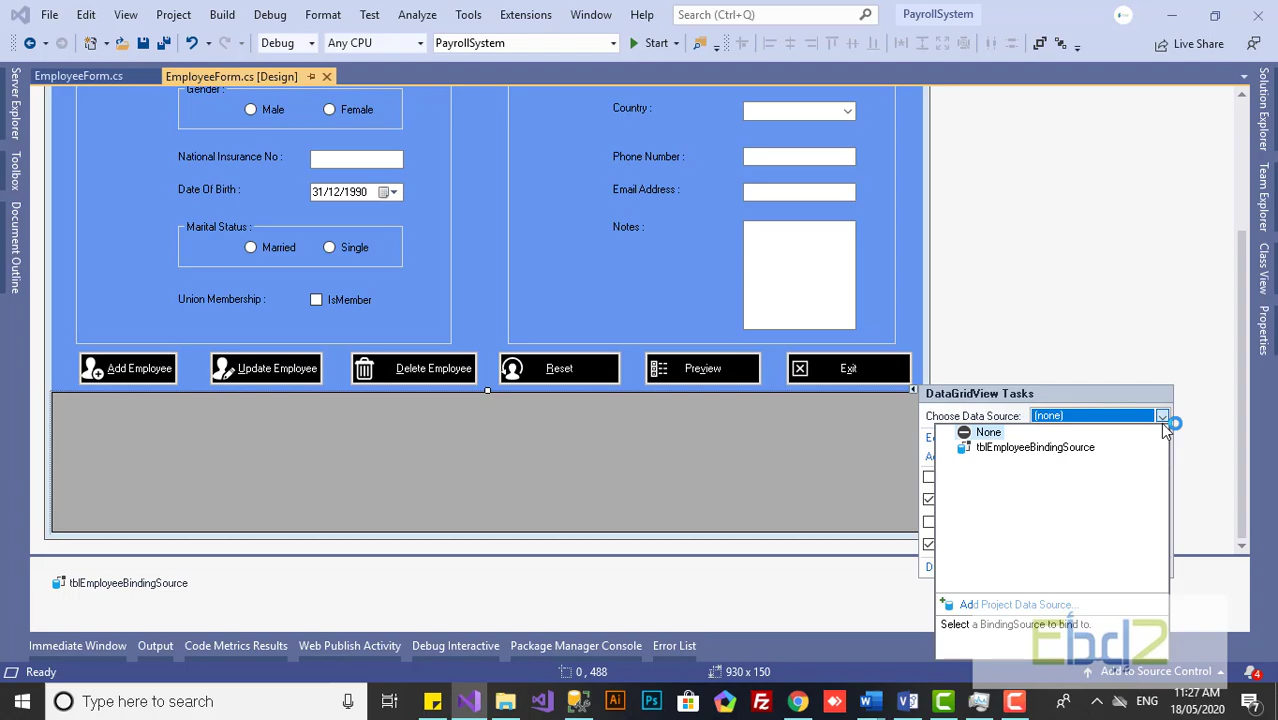 File Edit View Project Build Debug Format Test Analyze Tools Extensions Window Help Search (Ctrl+Q) PayrollSystem
Debug Any CPU PayrollSystem Start Live Share
EmployeeForm.cs EmployeeForm.cs [Design]
Server Explorer
Toolbox
Document Outline
Solution Explorer
Team Explorer
Class View
Properties
Gender :
Male Female
Country :
National Insurance No :
Phone Number :
Date Of Birth : 31/12/1990
Email Address :
Marital Status :
Married Single
Notes :
Union Membership : IsMember
Add Employee Update Employee Delete Employee Reset Preview Exit
DataGridView Tasks
Choose Data Source: (none)
None
tblEmployeeBindingSource
Add Project Data Source...
Select a BindingSource to bind to.
tblEmployeeBindingSource
Ebd2
Immediate Window Output Code Metrics Results Web Publish Activity Debug Interactive Package Manager Console Error List
Ready 0 , 488 930 x 150 Add to Source Control 4
Type here to search
Ai Ps Fz ENG 11:27 AM
18/05/2020 7